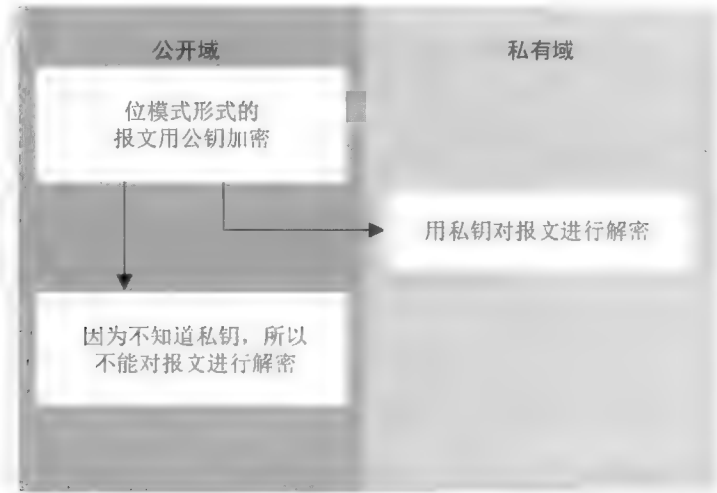 公开域
私有域
位模式形式的
报文用公钥加密
用私钥对报文进行解密
因为不知道私钥，所以
不能对报文进行解密